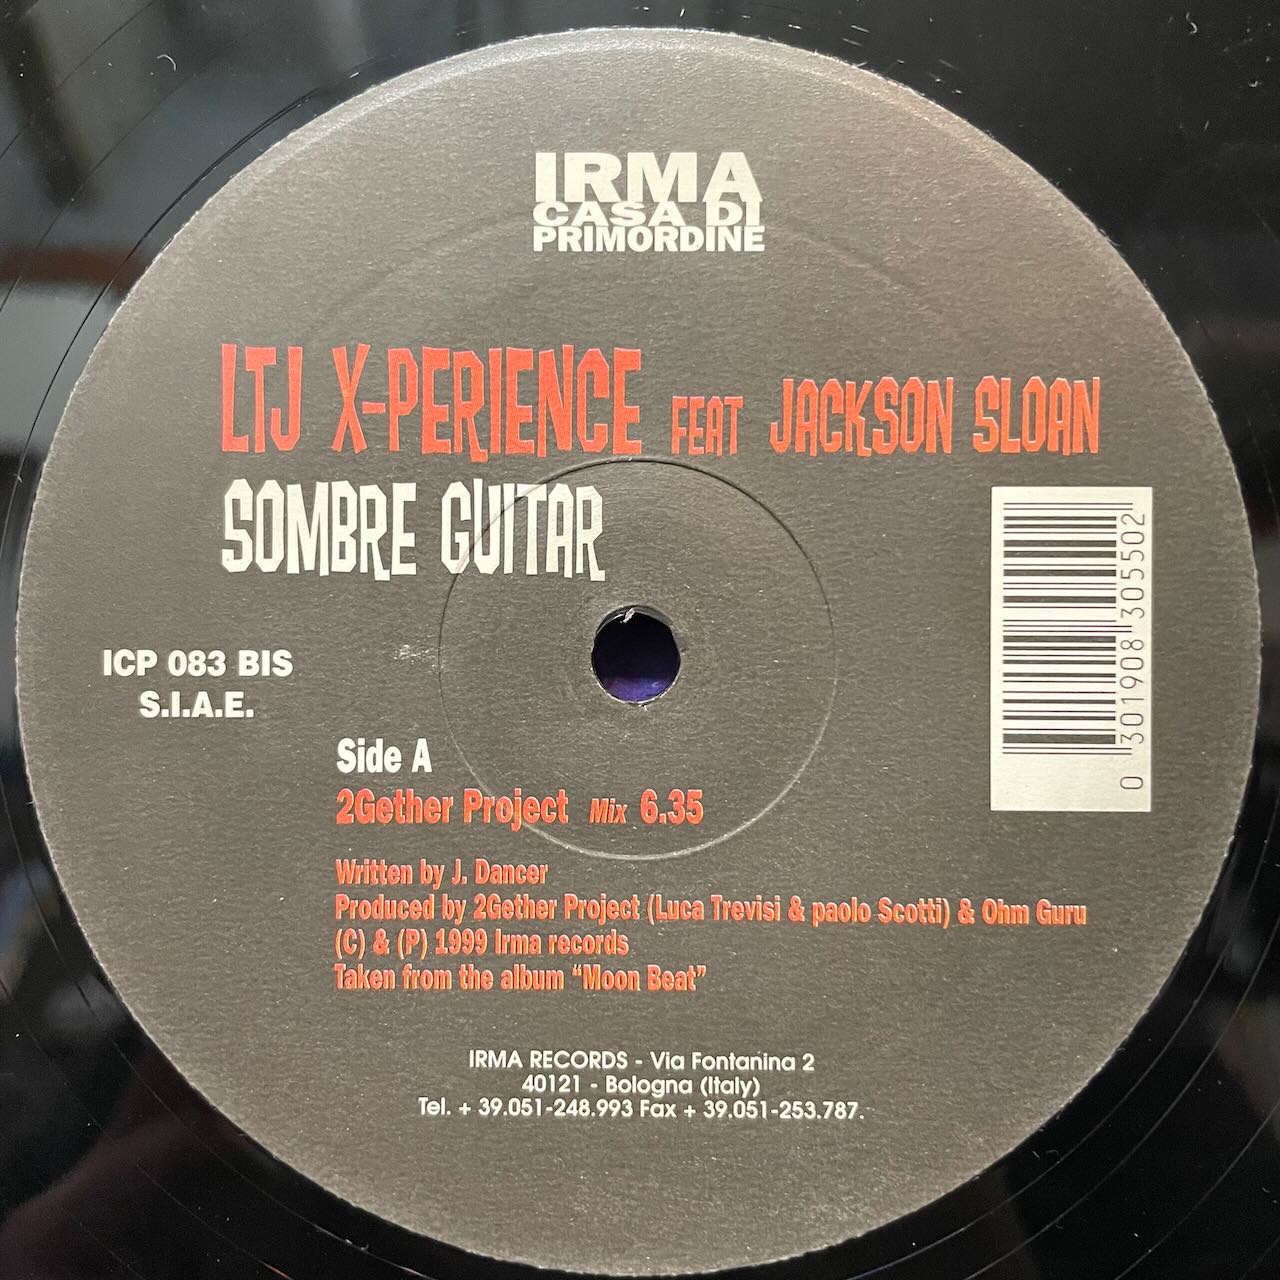 IRMA
CASA DI
PRIMORDINE
LTJ X-PERIENCE FEAT JACKSON SLOAN
SOMBRE GUITAR
ICP 083 BIS
S.I.A.E.
0 301908 305502
Side A
2Gether Project Mix 6.35
Written by J. Dancer
Produced by 2Gether Project (Luca Trevisi & paolo Scotti) & Ohm Guru
(C) & (P) 1999 Irma records
Taken from the album “Moon Beat”
IRMA RECORDS - Via Fontanina 2
40121 - Bologna (Italy)
Tel. + 39.051-248.993 Fax + 39.051-253.787.